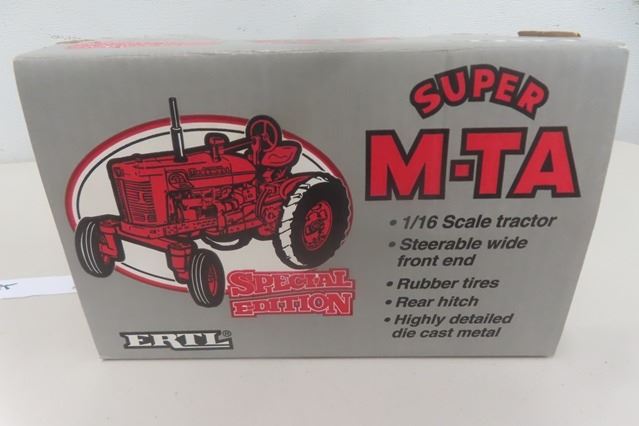 SUPER
M-TA
• 1/16 Scale tractor
• Steerable wide
front end
• Rubber tires
• Rear hitch
• Highly detailed
die cast metal
SPECIAL
EDITION
ERTL®